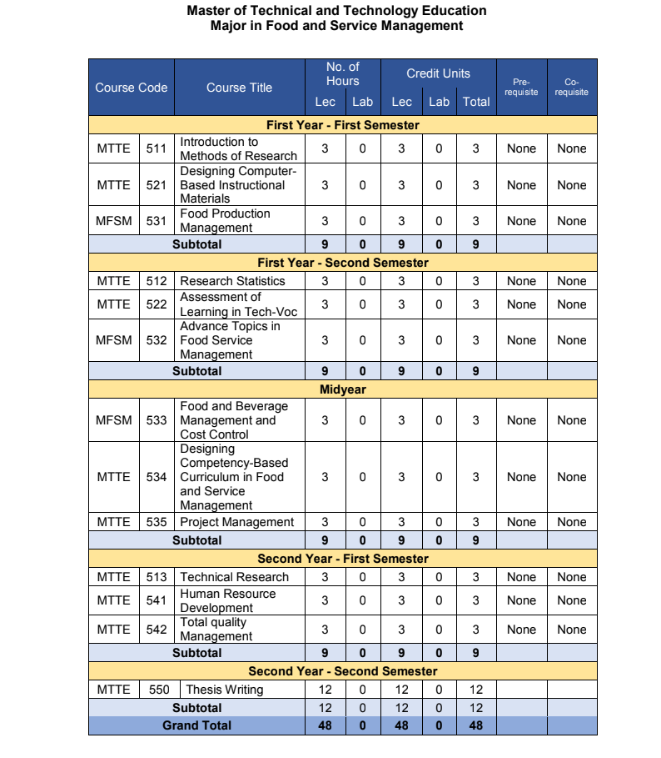 Master of Technical and Technology Education
Major in Food and Service Management
Course Code Course Title No. of Hours Credit Units Pre-requisite Co-requisite
Lec Lab Lec Lab Total
First Year - First Semester
MTTE 511 Introduction to Methods of Research 3 0 3 0 3 None None
MTTE 521 Designing Computer-Based Instructional Materials 3 0 3 0 3 None None
MFSM 531 Food Production Management 3 0 3 0 3 None None
Subtotal 9 0 9 0 9
First Year - Second Semester
MTTE 512 Research Statistics 3 0 3 0 3 None None
MTTE 522 Assessment of Learning in Tech-Voc 3 0 3 0 3 None None
MFSM 532 Advance Topics in Food Service Management 3 0 3 0 3 None None
Subtotal 9 0 9 0 9
Midyear
MFSM 533 Food and Beverage Management and Cost Control 3 0 3 0 3 None None
MTTE 534 Designing Competency-Based Curriculum in Food and Service Management 3 0 3 0 3 None None
MTTE 535 Project Management 3 0 3 0 3 None None
Subtotal 9 0 9 0 9
Second Year - First Semester
MTTE 513 Technical Research 3 0 3 0 3 None None
MTTE 541 Human Resource Development 3 0 3 0 3 None None
MTTE 542 Total quality Management 3 0 3 0 3 None None
Subtotal 9 0 9 0 9
Second Year - Second Semester
MTTE 550 Thesis Writing 12 0 12 0 12
Subtotal 12 0 12 0 12
Grand Total 48 0 48 0 48